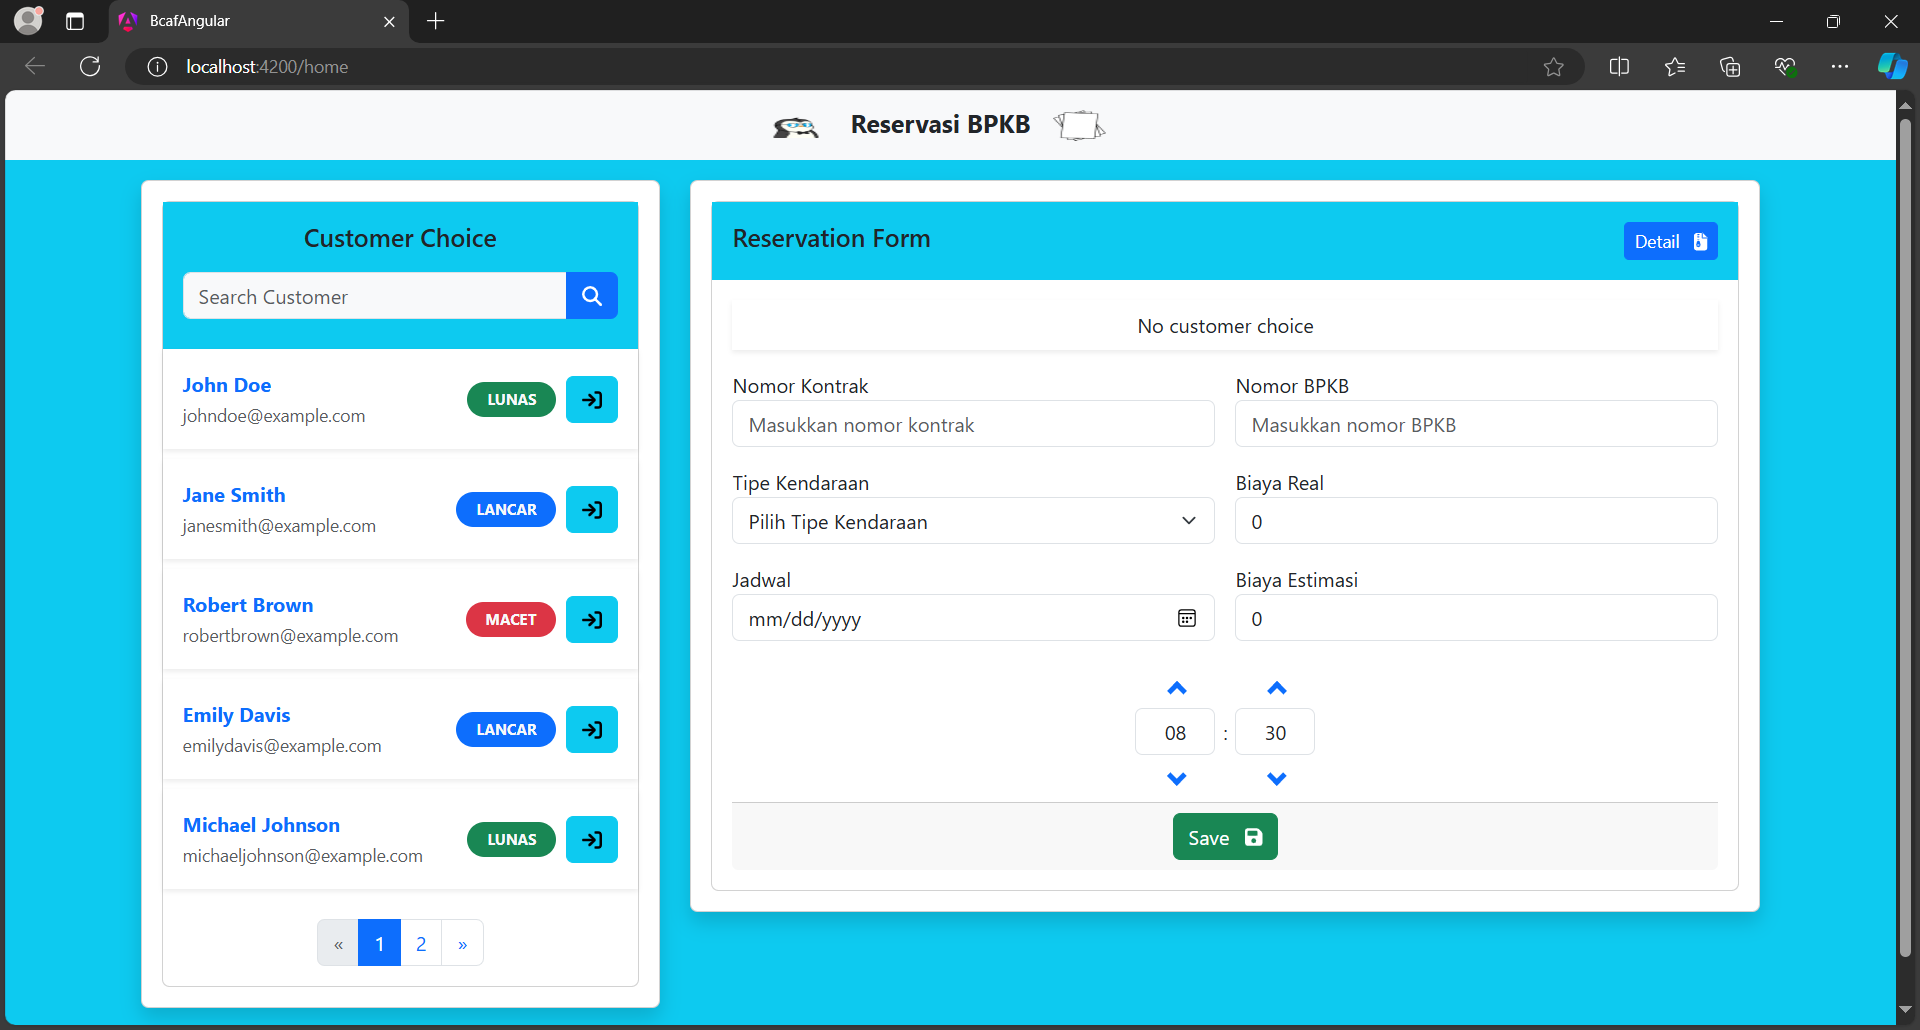 BcafAngular
localhost:4200/home
Reservasi BPKB
Customer Choice
Search Customer
John Doe
johndoe@example.com
LUNAS
Jane Smith
janesmith@example.com
LANCAR
Robert Brown
robertbrown@example.com
MACET
Emily Davis
emilydavis@example.com
LANCAR
Michael Johnson
michaeljohnson@example.com
LUNAS
« 1 2 »
Reservation Form
Detail
No customer choice
Nomor Kontrak
Masukkan nomor kontrak
Nomor BPKB
Masukkan nomor BPKB
Tipe Kendaraan
Pilih Tipe Kendaraan
Biaya Real
0
Jadwal
mm/dd/yyyy
Biaya Estimasi
0
08 : 30
Save